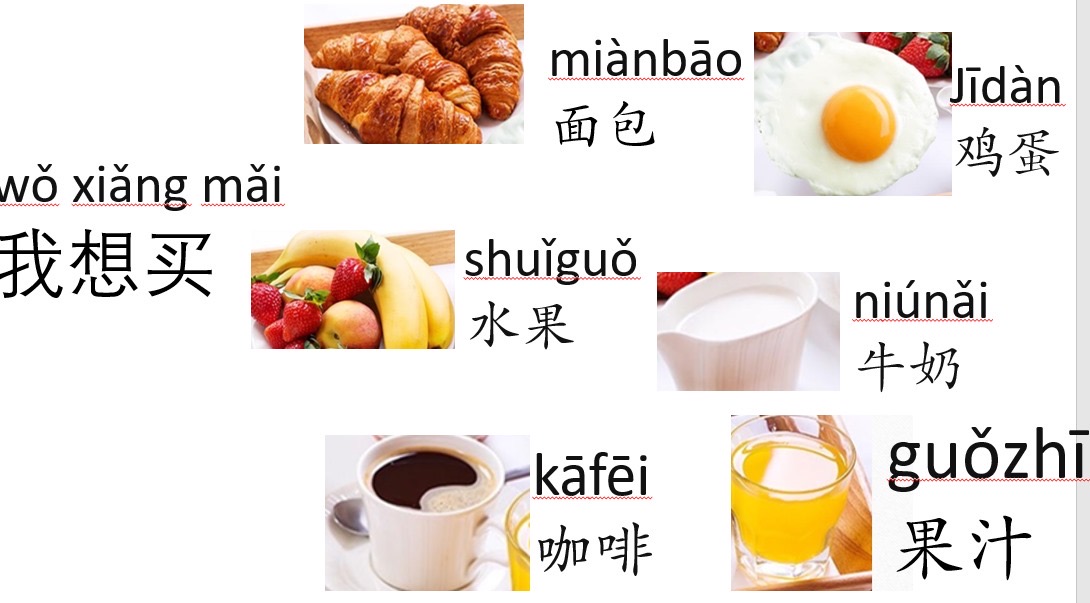 miànbāo
面包
Jīdàn
鸡蛋
wǒ xiǎng mǎi
我想买
shuǐguǒ
水果
niúnǎi
牛奶
kāfēi
咖啡
guǒzhī
果汁